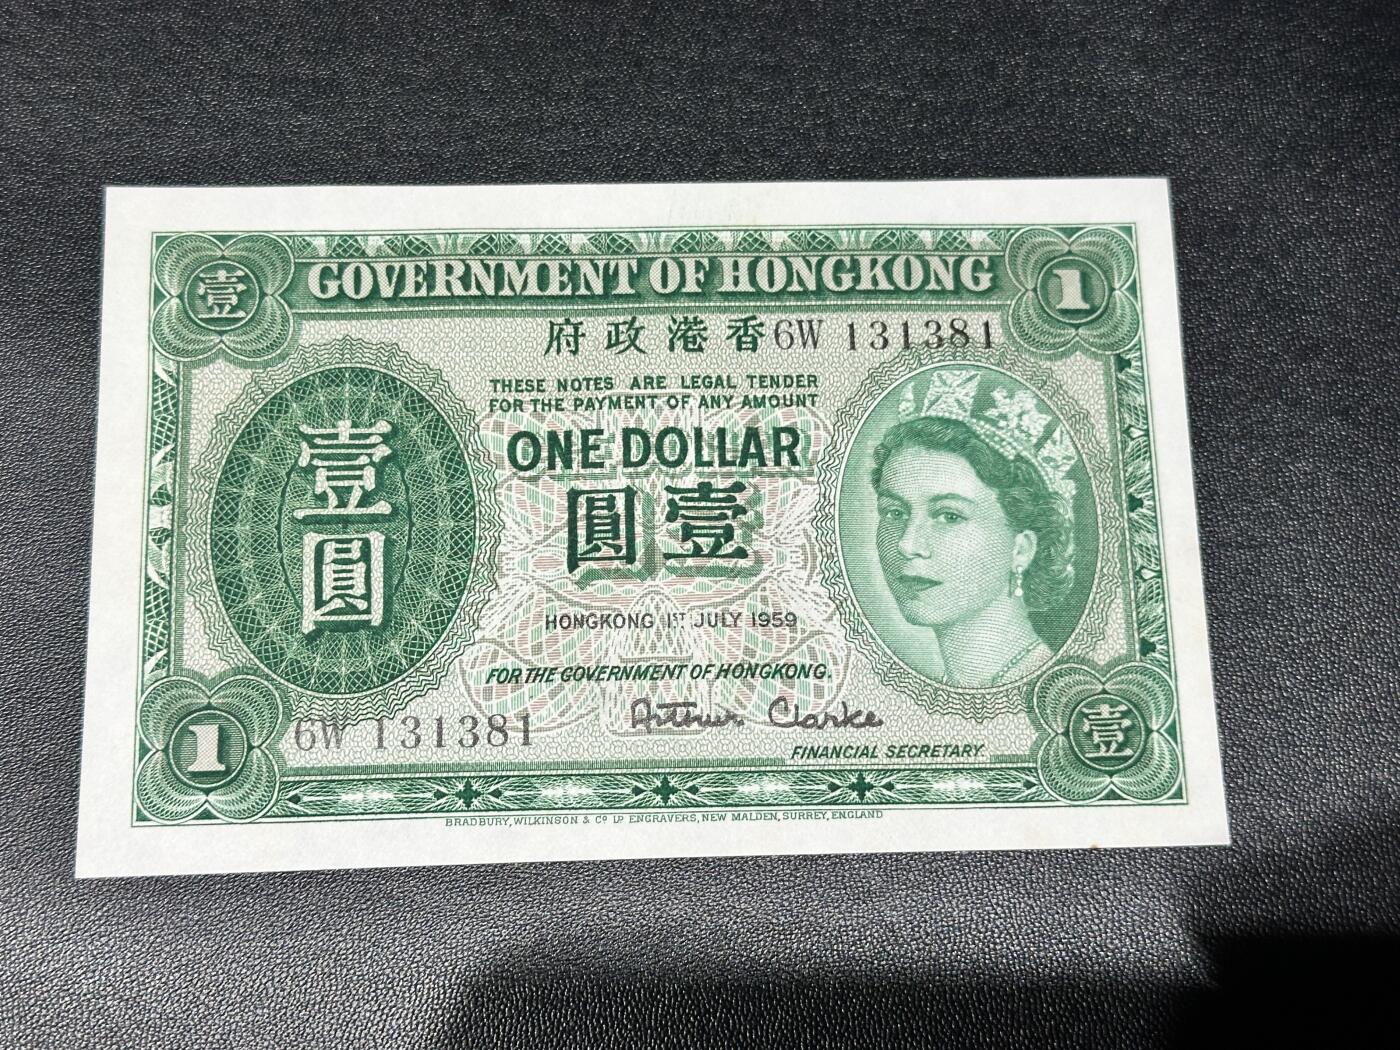 壹 GOVERNMENT OF HONGKONG 1
府政港香 6W 131381
THESE NOTES ARE LEGAL TENDER
FOR THE PAYMENT OF ANY AMOUNT
ONE DOLLAR
圓壹
壹圓
HONGKONG 1ST JULY 1959
FOR THE GOVERNMENT OF HONGKONG.
Arthur Clarke
1 6W 131381
FINANCIAL SECRETARY.
壹
BRADBURY, WILKINSON & Co. LD ENGRAVERS, NEW MALDEN, SURREY, ENGLAND